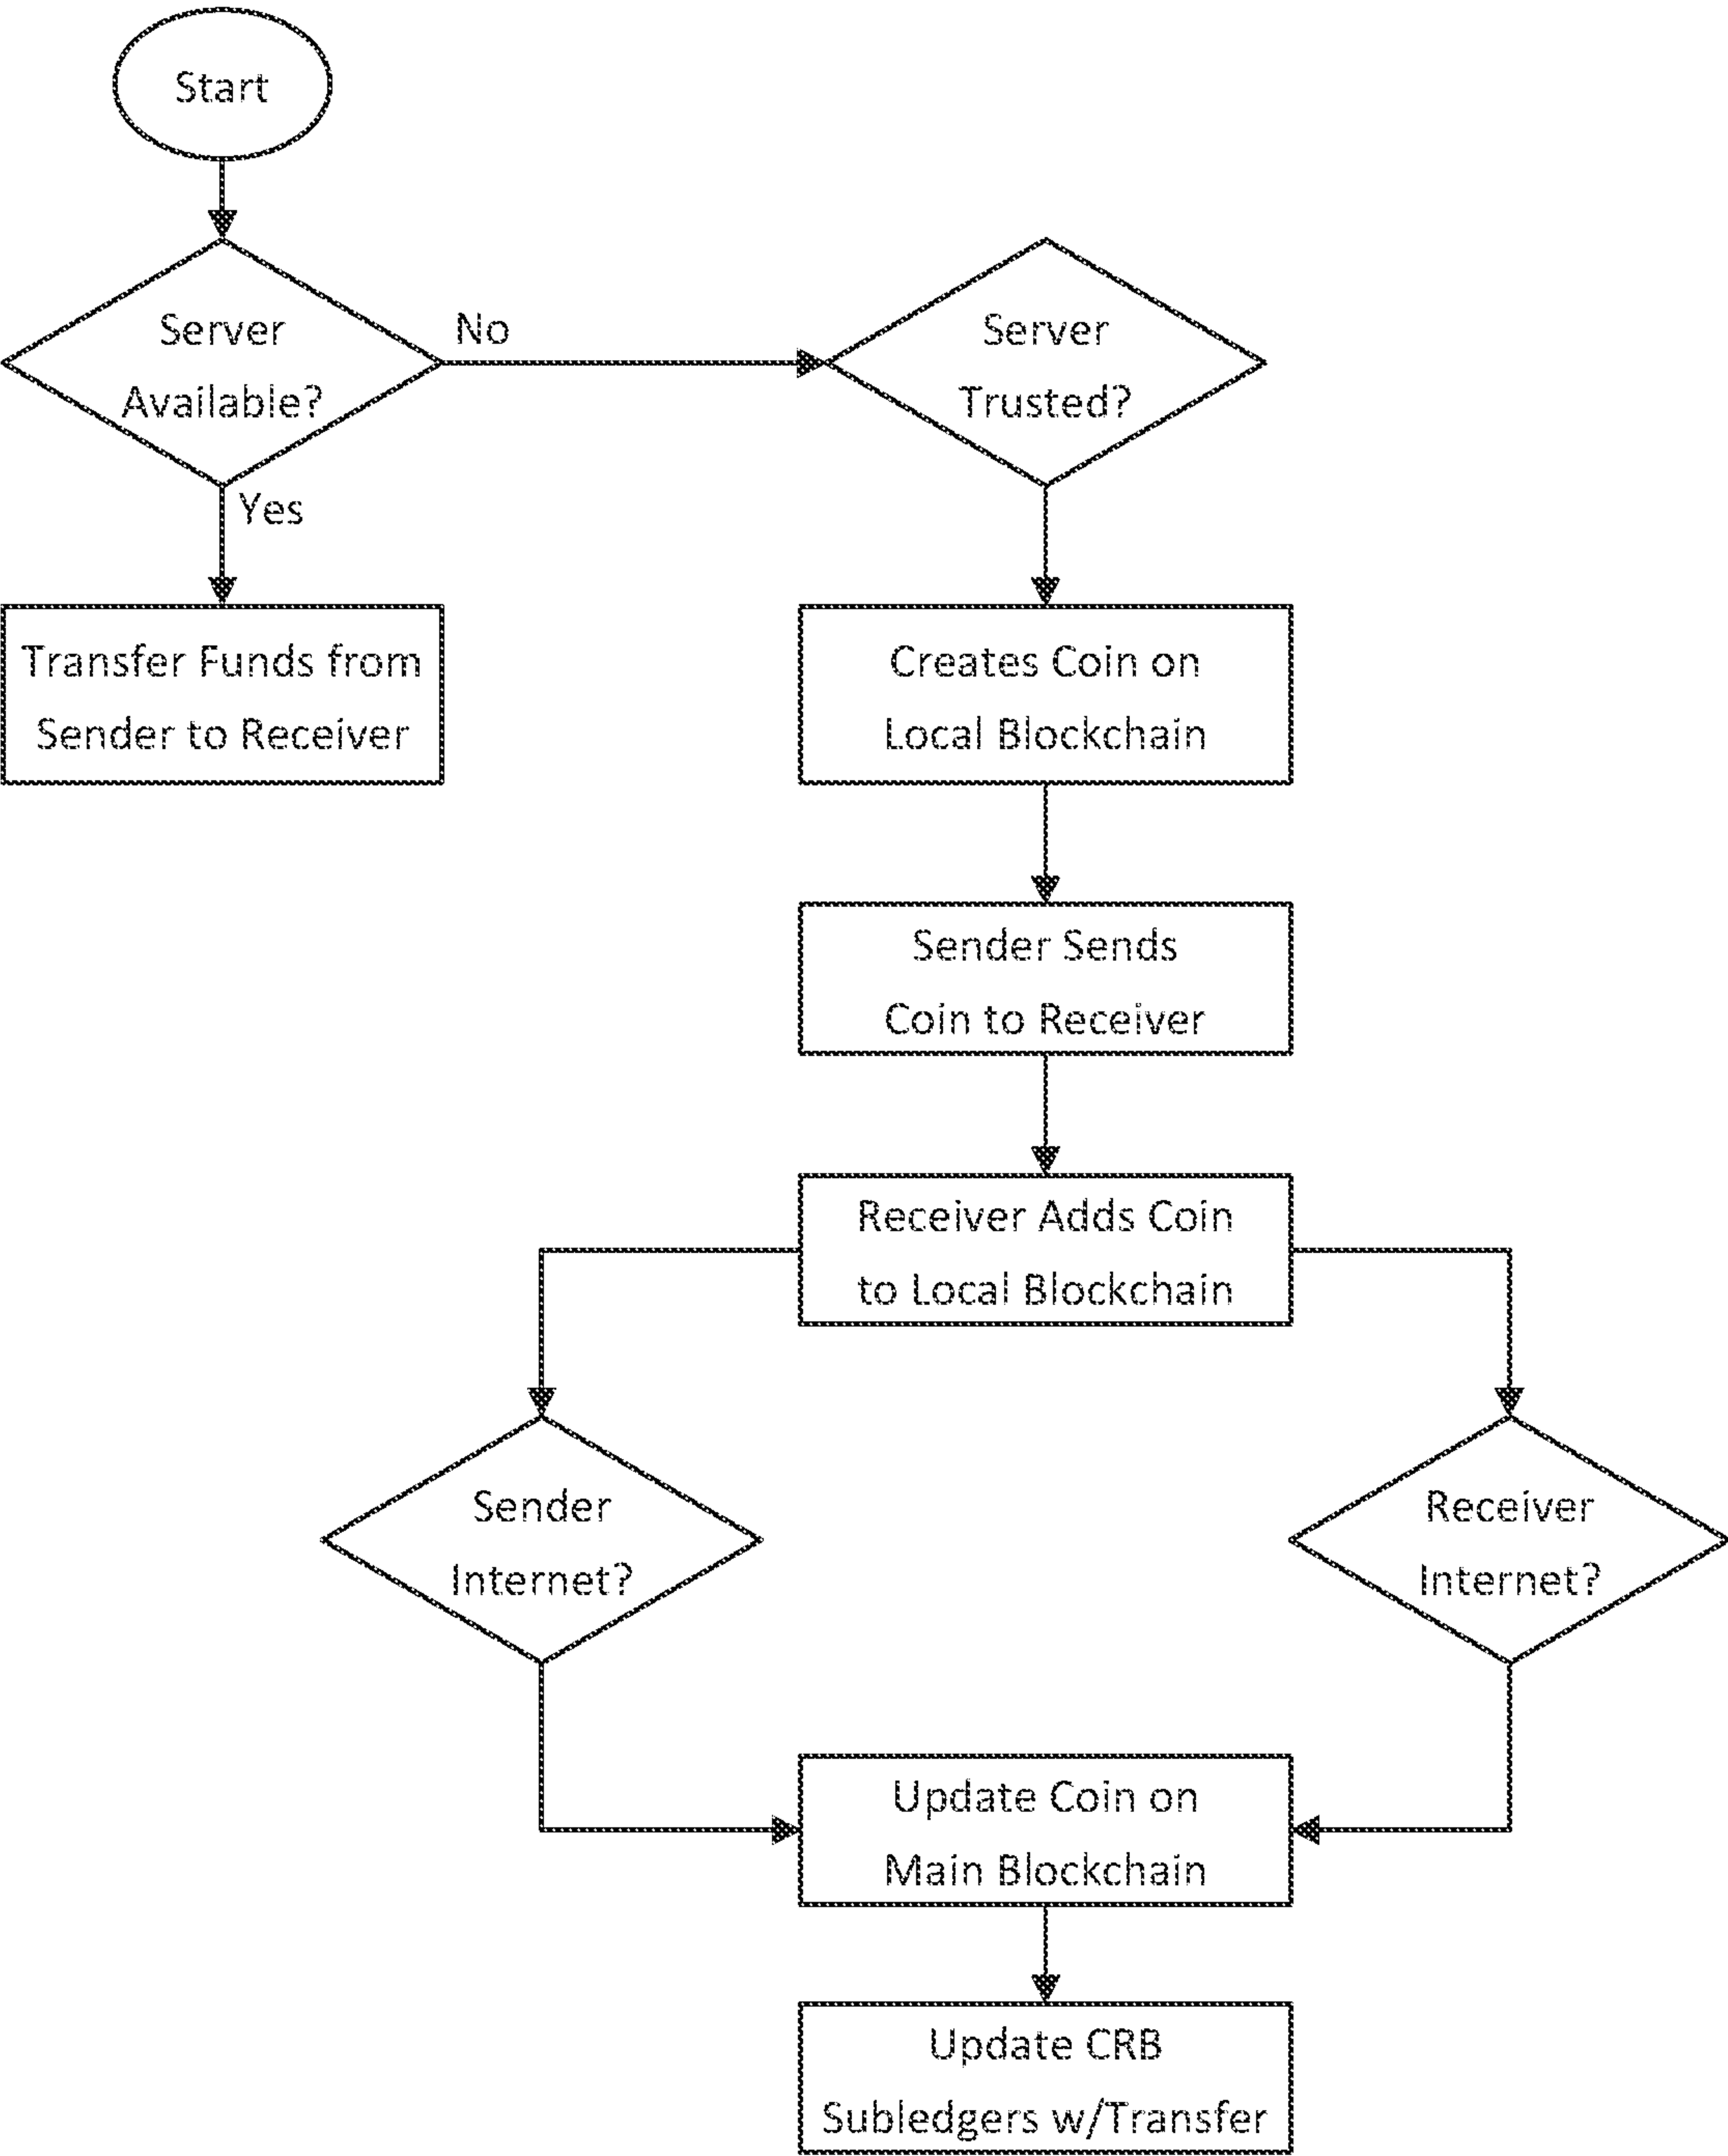 Start
Server
Available?
No
Server
Trusted?
Yes
Transfer Funds from
Sender to Receiver
Creates Coin on
Local Blockchain
Sender Sends
Coin to Receiver
Receiver Adds Coin
to Local Blockchain
Sender
Internet?
Receiver
Internet?
Update Coin on
Main Blockchain
Update CRB
Subledgers w/Transfer